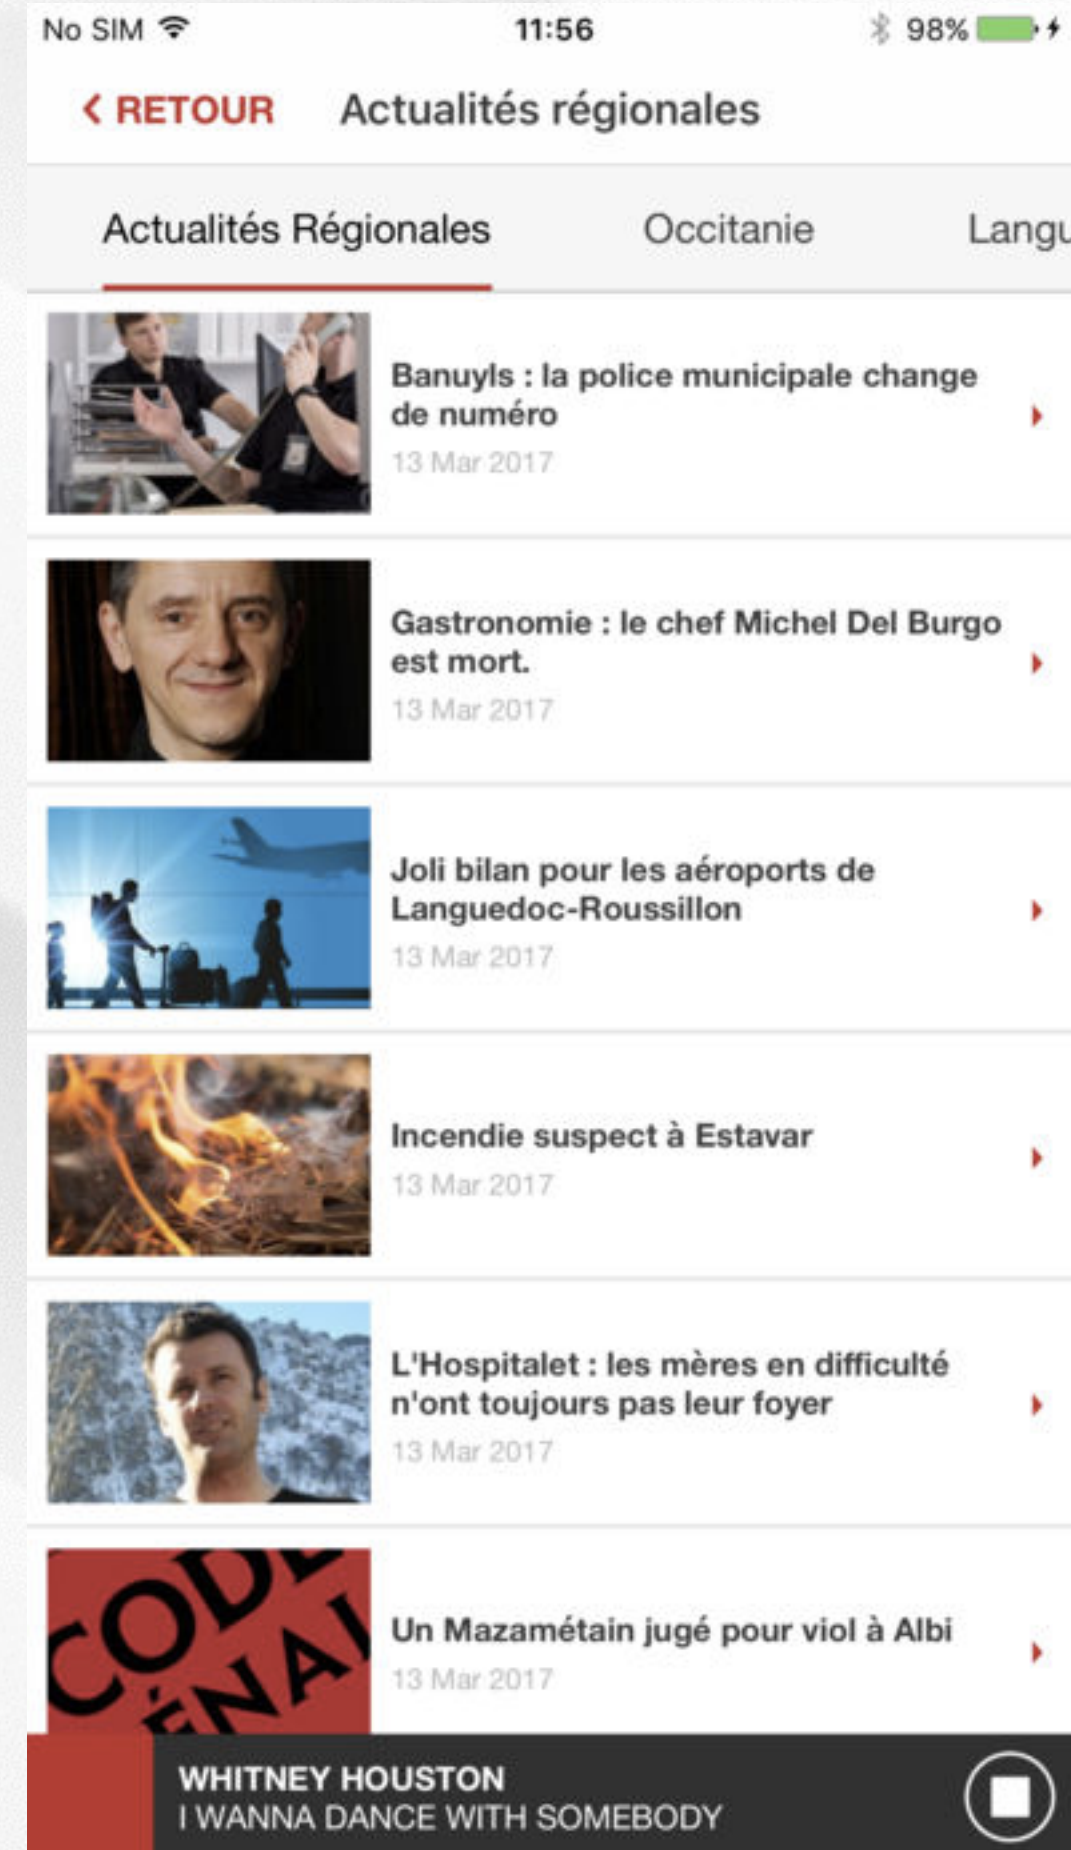 No SIM
11:56
98%
RETOUR
Actualités régionales
Actualités Régionales
Occitanie
Langu
Banuyls : la police municipale change
de numéro
13 Mar 2017
Gastronomie : le chef Michel Del Burgo
est mort.
13 Mar 2017
Joli bilan pour les aéroports de
Languedoc-Roussillon
13 Mar 2017
Incendie suspect à Estavar
13 Mar 2017
L'Hospitalet : les mères en difficulté
n'ont toujours pas leur foyer
13 Mar 2017
CODE
ÉNAL
Un Mazamétain jugé pour viol à Albi
13 Mar 2017
WHITNEY HOUSTON
I WANNA DANCE WITH SOMEBODY